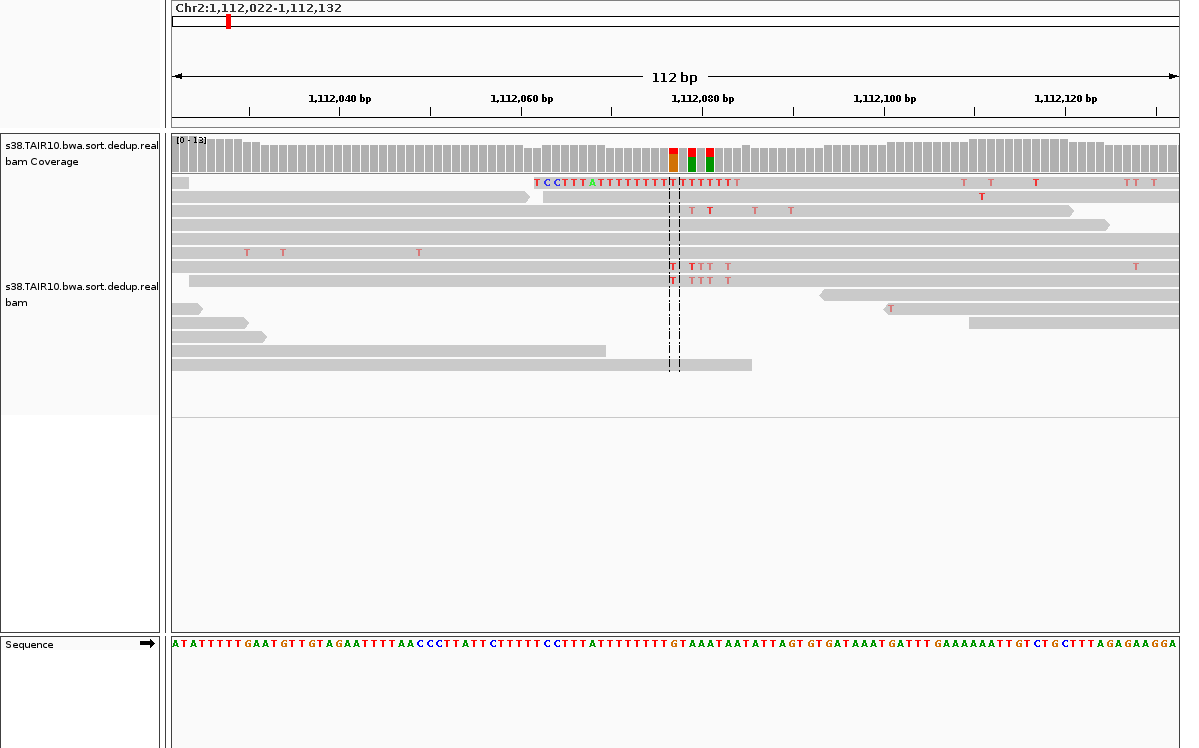 Chr2:1,112,022-1,112,132
112 bp
1,112,040 bp 1,112,060 bp 1,112,080 bp 1,112,100 bp 1,112,120 bp
s38.TAIR10.bwa.sort.dedup.real
bam Coverage
[0 - 13]
TCCTTTATTTTTTTTTTTTTTTT T T T T T T
T
T T T T
T T T
T T T T T T
T T T T T
T
s38.TAIR10.bwa.sort.dedup.real
bam
Sequence
ATATTTTTGAATGTTGTAGAATTTTAACCCTTATTCTTTTTCCTTTATTTTTTTTGTAAATAATATTAGTGTGATAAATGATTTGAAAAAATTGTCTGCTTTAGAGAAGGA